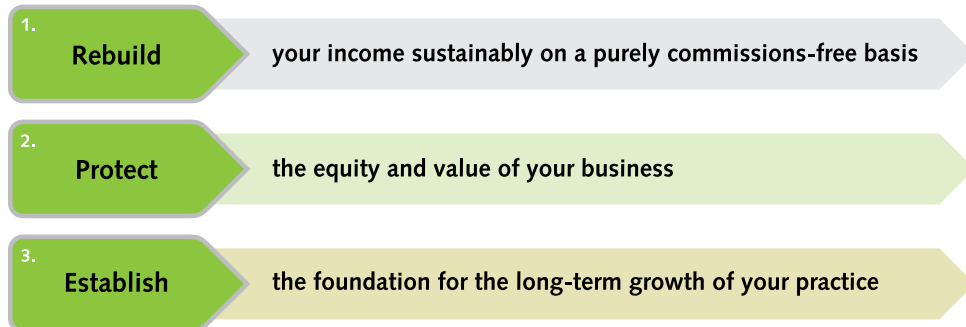 1.
Rebuild your income sustainably on a purely commissions-free basis
2.
Protect the equity and value of your business
3.
Establish the foundation for the long-term growth of your practice